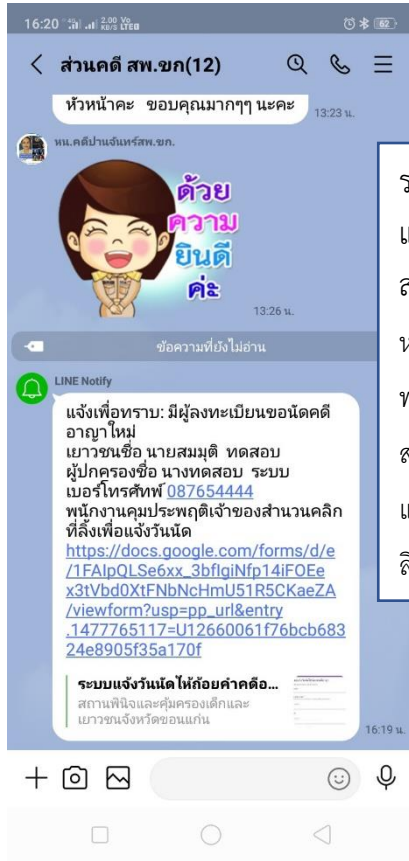 16:20 4G 2.00 KB/S Vo LTE2 62
ส่วนคดี สพ.ขก(12)
หัวหน้าคะ ขอบคุณมากๆๆ นะคะ
13:23 น.
หน.คดีปานจันทร์สพ.ขก.
ด้วย
ความ
ยินดี
ค่ะ
13:26 น.
ข้อความที่ยังไม่อ่าน
LINE Notify
แจ้งเพื่อทราบ: มีผู้ลงทะเบียนขอนัดคดี
อาญาใหม่
เยาวชนชื่อ นายสมมุติ ทดสอบ
ผู้ปกครองชื่อ นางทดสอบ ระบบ
เบอร์โทรศัทพ์ 087654444
พนักงานคุมประพฤติเจ้าของสำนวนคลิก
ที่ลิ้งเพื่อแจ้งวันนัด
https://docs.google.com/forms/d/e
/1FAIpQLSe6xx_3bflgiNfp14iFOEe
x3tVbd0XtFNbNcHmU51R5CKaeZA
/viewform?usp=pp_url&entry
.1477765117=U12660061f76bcb683
24e8905f35a170f
ระบบแจ้งวันนัดให้ถ้อยคำคดีอ...
สถานพินิจและคุ้มครองเด็กและ
เยาวชนจังหวัดขอนแก่น
16:19 น.